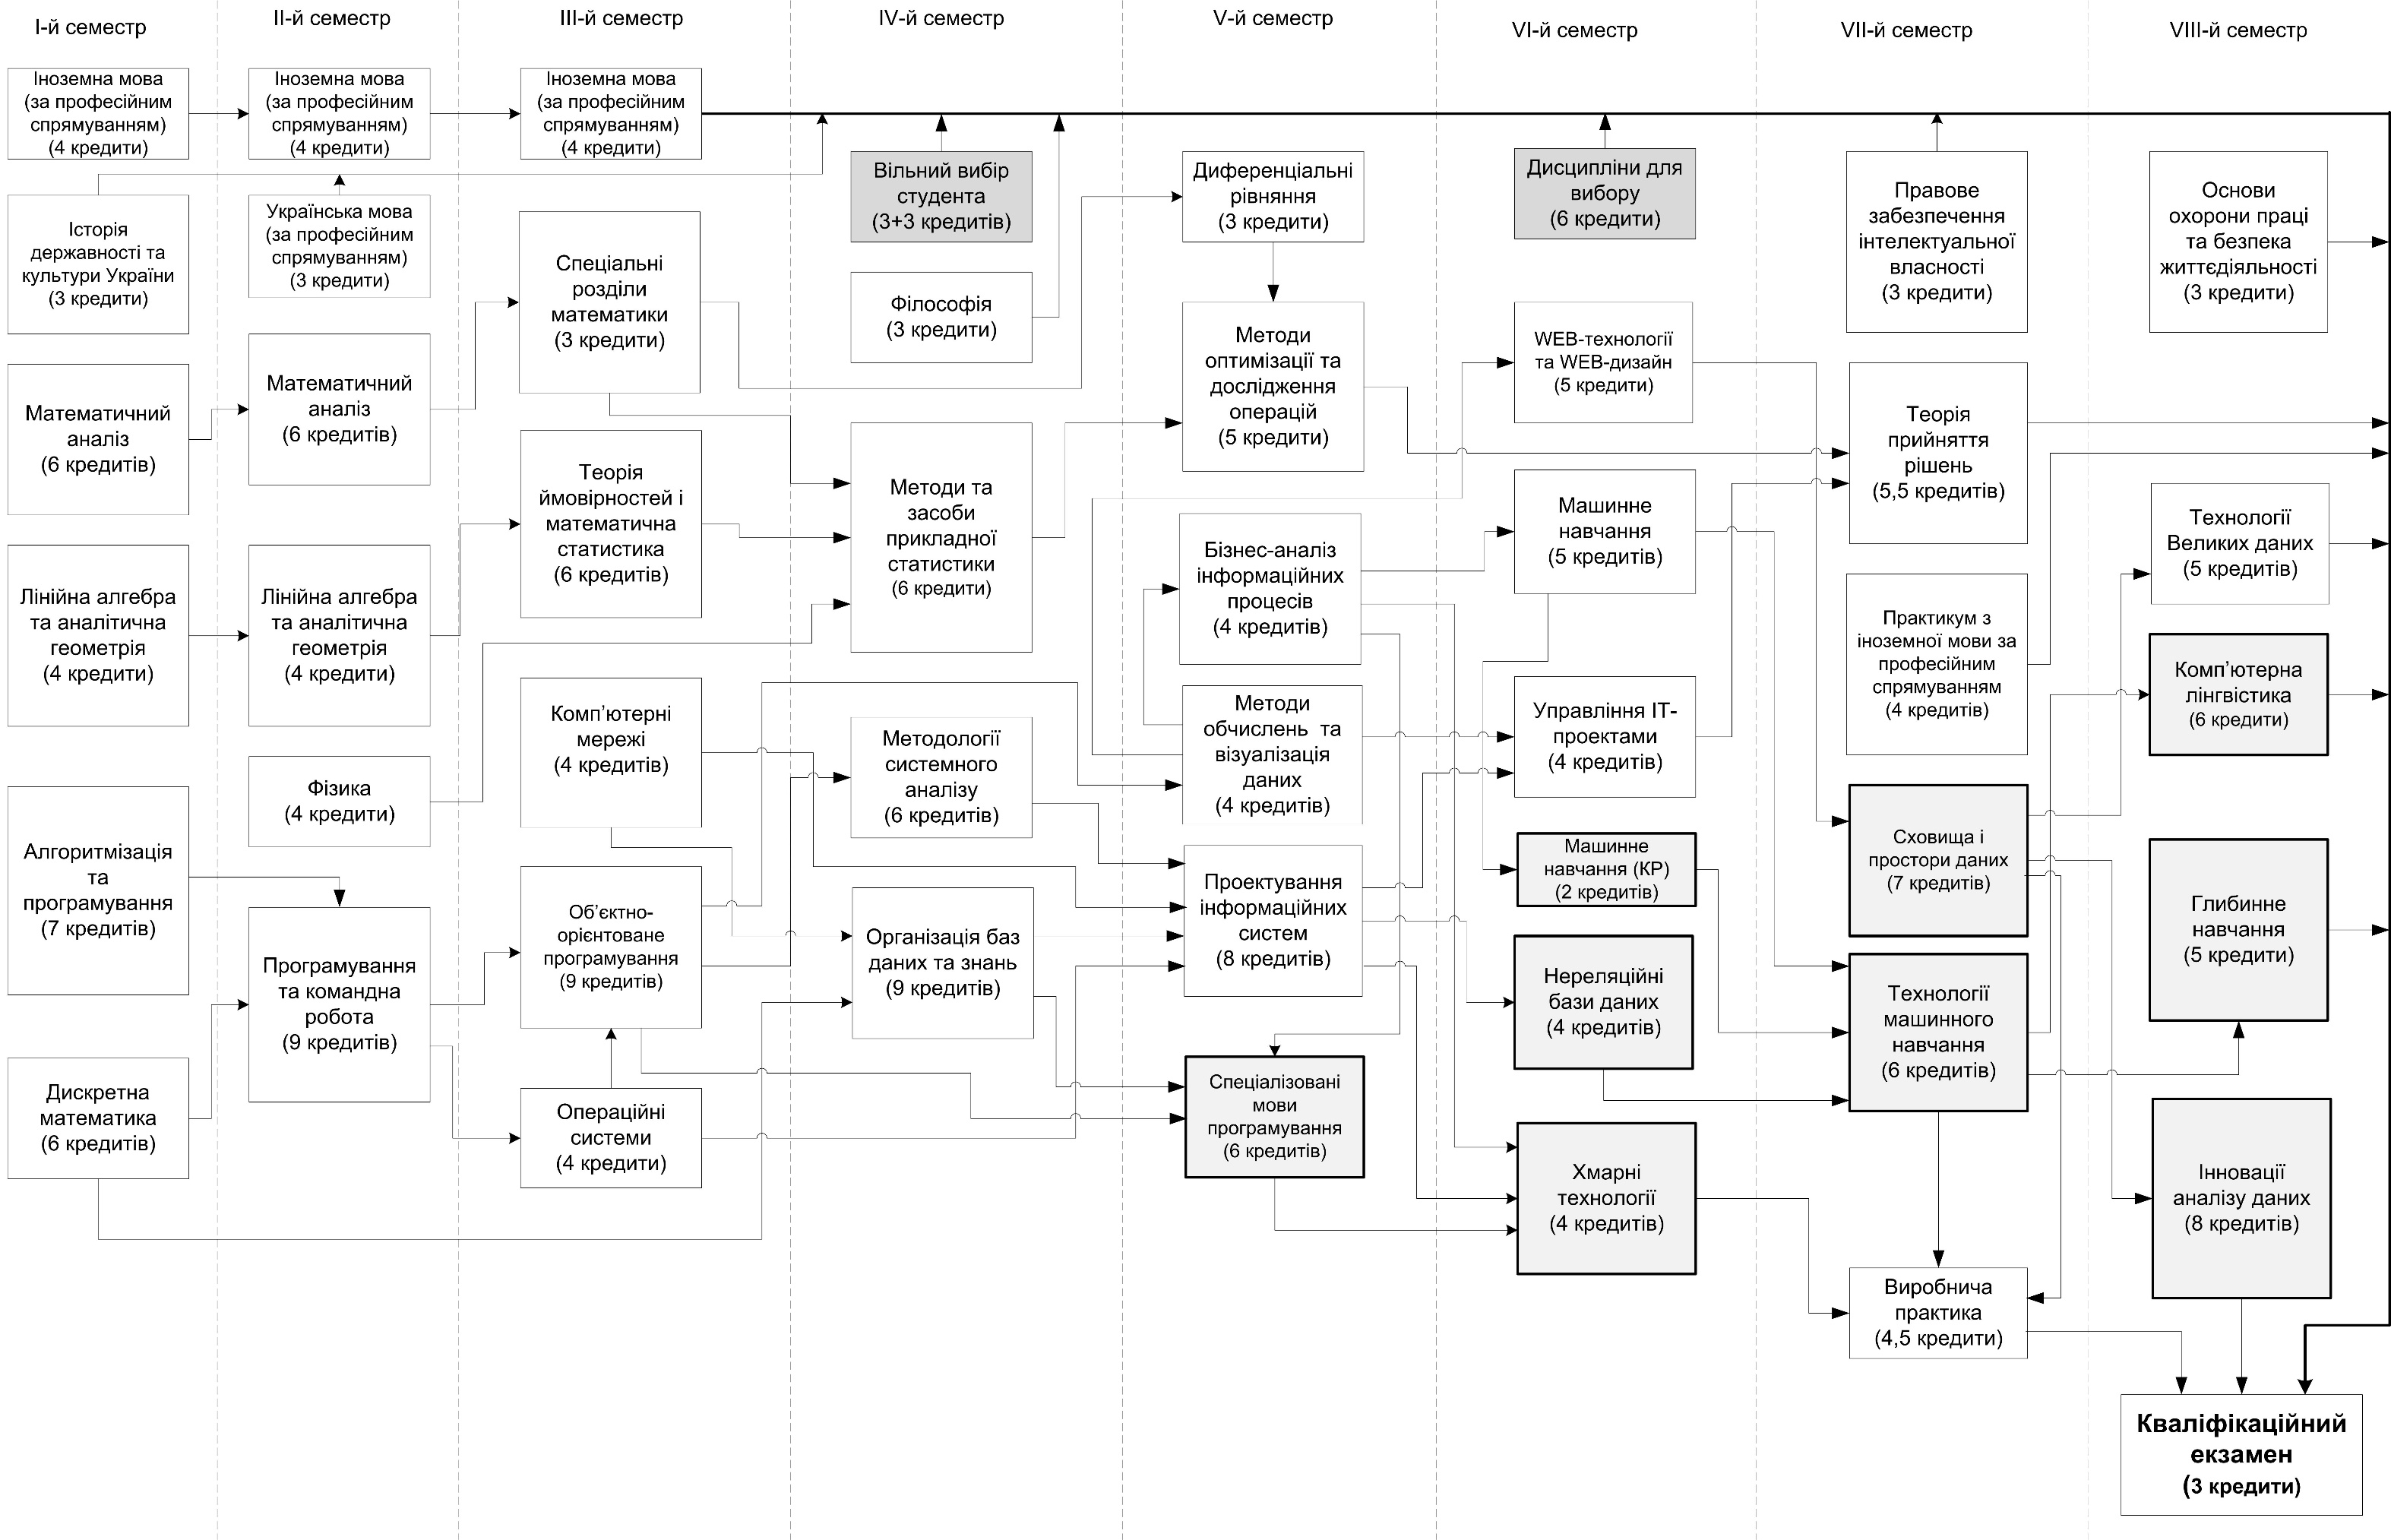 І-й семестр
ІІ-й семестр
ІІІ-й семестр
IV-й семестр
V-й семестр
VI-й семестр
VII-й семестр
VIII-й семестр
Іноземна мова
(за професійним
спрямуванням)
(4 кредити)
Історія
державності та
культури України
(3 кредити)
Математичний
аналіз
(6 кредитів)
Лінійна алгебра
та аналітична
геометрія
(4 кредити)
Алгоритмізація
та
програмування
(7 кредитів)
Дискретна
математика
(6 кредитів)
Іноземна мова
(за професійним
спрямуванням)
(4 кредити)
Українська мова
(за професійним
спрямуванням)
(3 кредити)
Математичний
аналіз
(6 кредитів)
Лінійна алгебра
та аналітична
геометрія
(4 кредити)
Фізика
(4 кредити)
Програмування
та командна
робота
(9 кредитів)
Іноземна мова
(за професійним
спрямуванням)
(4 кредити)
Спеціальні
розділи
математики
(3 кредити)
Теорія
ймовірностей і
математична
статистика
(6 кредитів)
Комп’ютерні
мережі
(4 кредитів)
Об’єктно-
орієнтоване
програмування
(9 кредитів)
Операційні
системи
(4 кредити)
Вільний вибір
студента
(3+3 кредитів)
Філософія
(3 кредити)
Методи та
засоби
прикладної
статистики
(6 кредити)
Методології
системного
аналізу
(6 кредитів)
Організація баз
даних та знань
(9 кредитів)
Диференціальні
рівняння
(3 кредити)
Методи
оптимізації та
дослідження
операцій
(5 кредити)
Бізнес-аналіз
інформаційних
процесів
(4 кредитів)
Методи
обчислень та
візуалізація
даних
(4 кредитів)
Проектування
інформаційних
систем
(8 кредитів)
Спеціалізовані
мови
програмування
(6 кредитів)
Дисципліни для
вибору
(6 кредити)
WEB-технології
та WEB-дизайн
(5 кредити)
Машинне
навчання
(5 кредитів)
Управління ІТ-
проектами
(4 кредитів)
Машинне
навчання (КР)
(2 кредитів)
Нереляційні
бази даних
(4 кредитів)
Хмарні
технології
(4 кредитів)
Правове
забезпечення
інтелектуальної
власності
(3 кредити)
Теорія
прийняття
рішень
(5,5 кредитів)
Практикум з
іноземної мови за
професійним
спрямуванням
(4 кредитів)
Сховища і
простори даних
(7 кредитів)
Технології
машинного
навчання
(6 кредитів)
Виробнича
практика
(4,5 кредити)
Основи
охорони праці
та безпека
життєдіяльності
(3 кредити)
Технології
Великих даних
(5 кредитів)
Комп’ютерна
лінгвістика
(6 кредити)
Глибинне
навчання
(5 кредити)
Інновації
аналізу даних
(8 кредитів)
Кваліфікаційний
екзамен
(3 кредити)